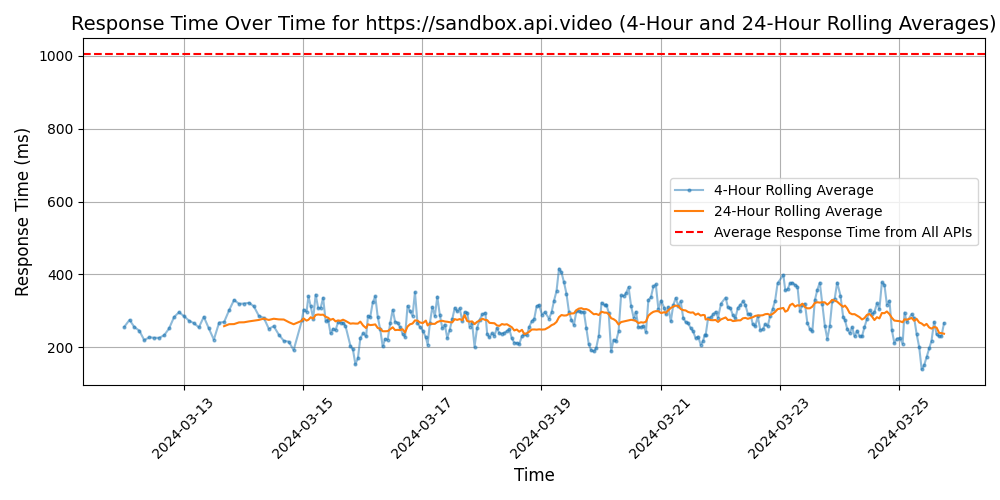 Response Time Over Time for https://sandbox.api.video (4-Hour and 24-Hour Rolling Averages)
1000
800
600
400
200
Response Time (ms)
4-Hour Rolling Average
24-Hour Rolling Average
Average Response Time from All APIs
2024-03-13
2024-03-15
2024-03-17
2024-03-19
2024-03-21
2024-03-23
2024-03-25
Time